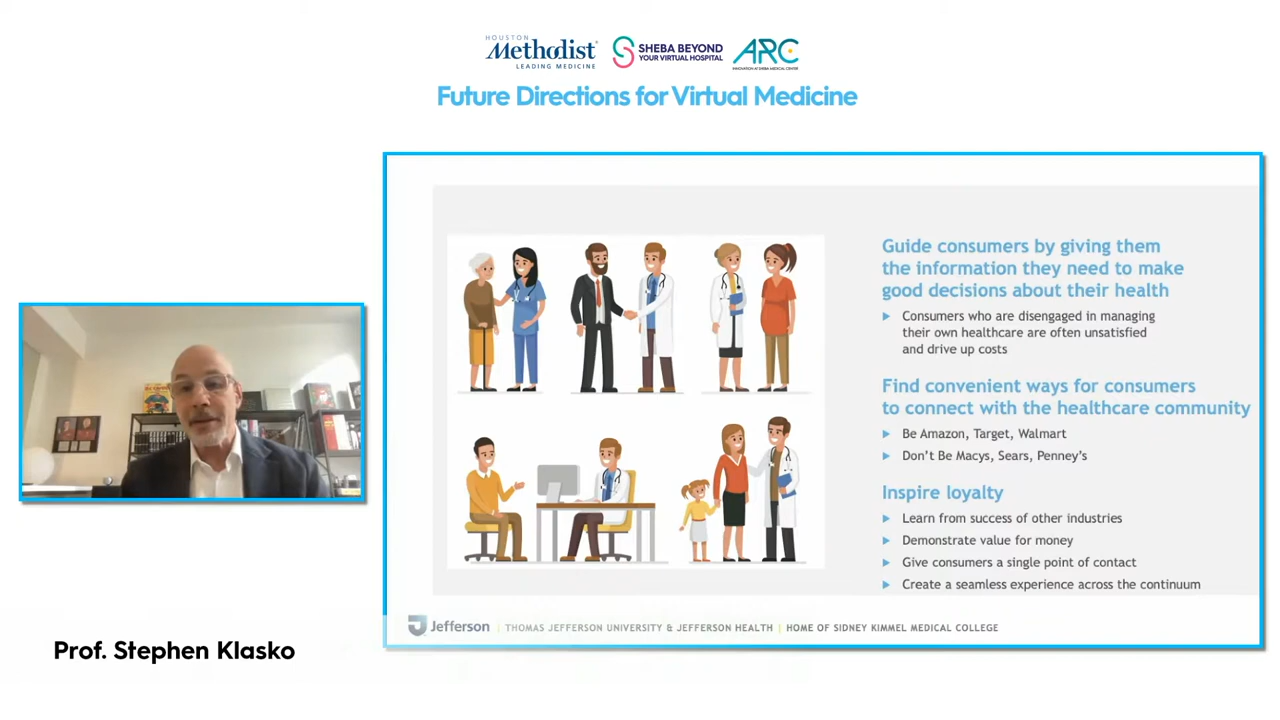 HOUSTON
Methodist
LEADING MEDICINE
SHEBA BEYOND
YOUR VIRTUAL HOSPITAL
ARC
INNOVATION AT SHEBA MEDICAL CENTER
Future Directions for Virtual Medicine
Guide consumers by giving them
the information they need to make
good decisions about their health
Consumers who are disengaged in managing
their own healthcare are often unsatisfied
and drive up costs
Find convenient ways for consumers
to connect with the healthcare community
Be Amazon, Target, Walmart
Don't Be Macys, Sears, Penney's
Inspire loyalty
Learn from success of other industries
Demonstrate value for money
Give consumers a single point of contact
Create a seamless experience across the continuum
Jefferson | THOMAS JEFFERSON UNIVERSITY & JEFFERSON HEALTH | HOME OF SIDNEY KIMMEL MEDICAL COLLEGE
Prof. Stephen Klasko